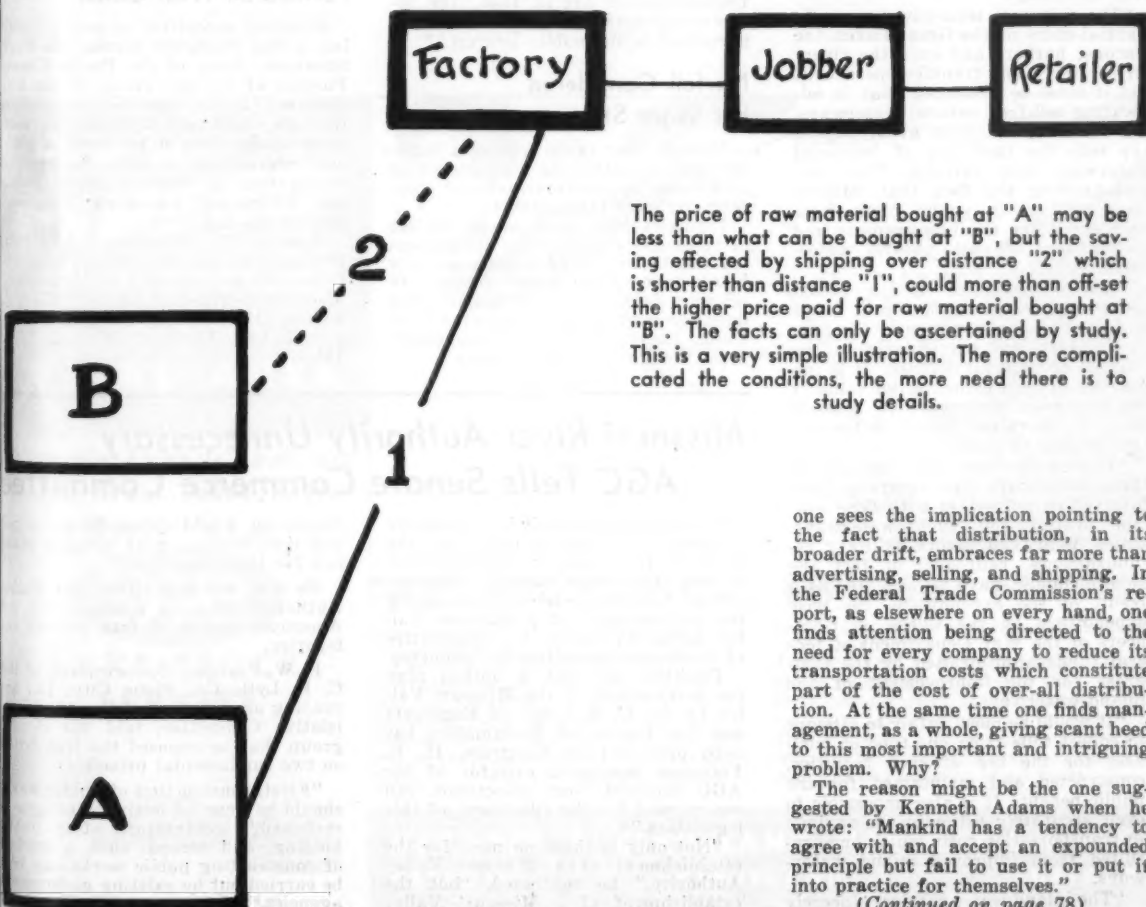 Factory
Jobber
Retailer
2
B
1
A
The price of raw material bought at "A" may be
less than what can be bought at "B", but the sav-
ing effected by shipping over distance "2" which
is shorter than distance "1", could more than off-set
the higher price paid for raw material bought at
"B". The facts can only be ascertained by study.
This is a very simple illustration. The more compli-
cated the conditions, the more need there is to
study details.
one sees the implication pointing to
the fact that distribution, in its
broader drift, embraces far more than
advertising, selling, and shipping. In
the Federal Trade Commission's re-
port, as elsewhere on every hand, one
finds attention being directed to the
need for every company to reduce its
transportation costs which constitute
part of the cost of over-all distribu-
tion. At the same time one finds man-
agement, as a whole, giving scant heed
to this most important and intriguing
problem. Why?
The reason might be the one sug-
gested by Kenneth Adams when he
wrote: "Mankind has a tendency to
agree with and accept an expounded
principle but fail to use it or put it
into practice for themselves."
(Continued on page 78)